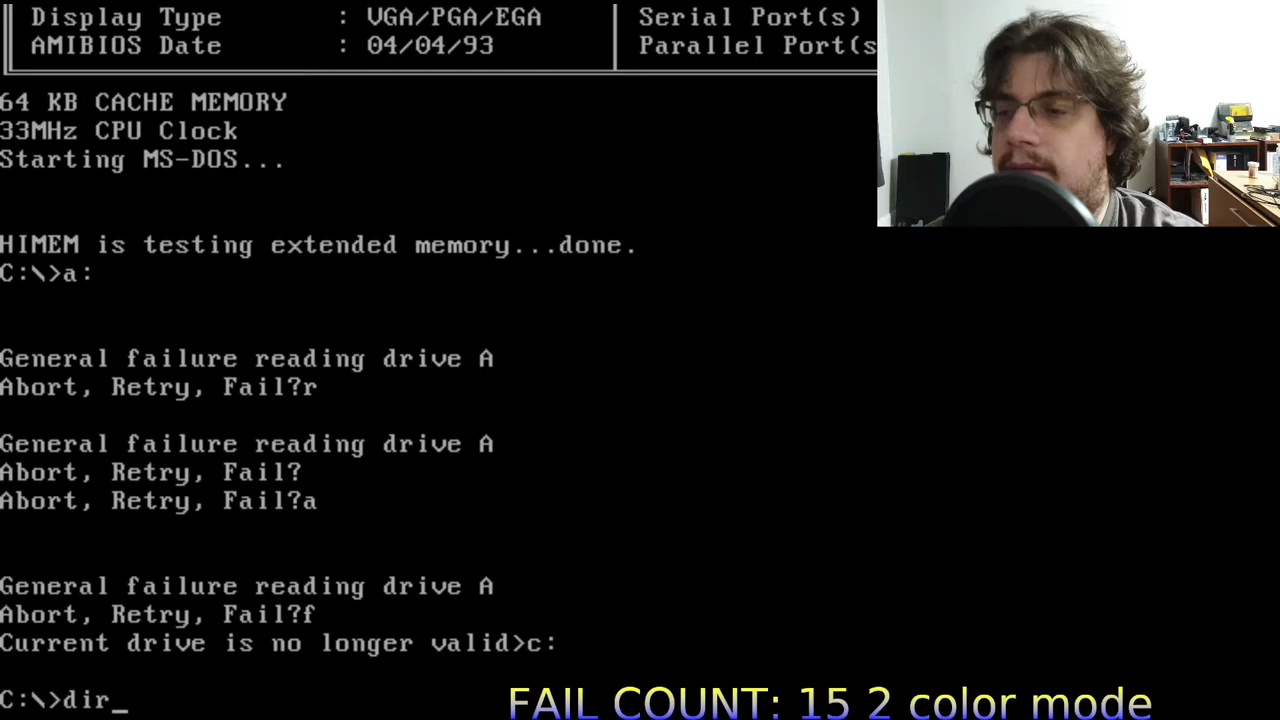 Display Type : VGA/PGA/EGA Serial Port(s)
AMIBIOS Date : 04/04/93 Parallel Port(s
64 KB CACHE MEMORY
33MHz CPU Clock
Starting MS-DOS...
HIMEM is testing extended memory...done.
C:\>a:
General failure reading drive A
Abort, Retry, Fail?r
General failure reading drive A
Abort, Retry, Fail?
Abort, Retry, Fail?a
General failure reading drive A
Abort, Retry, Fail?f
Current drive is no longer valid>c:
C:\>dir_
FAIL COUNT: 15 2 color mode